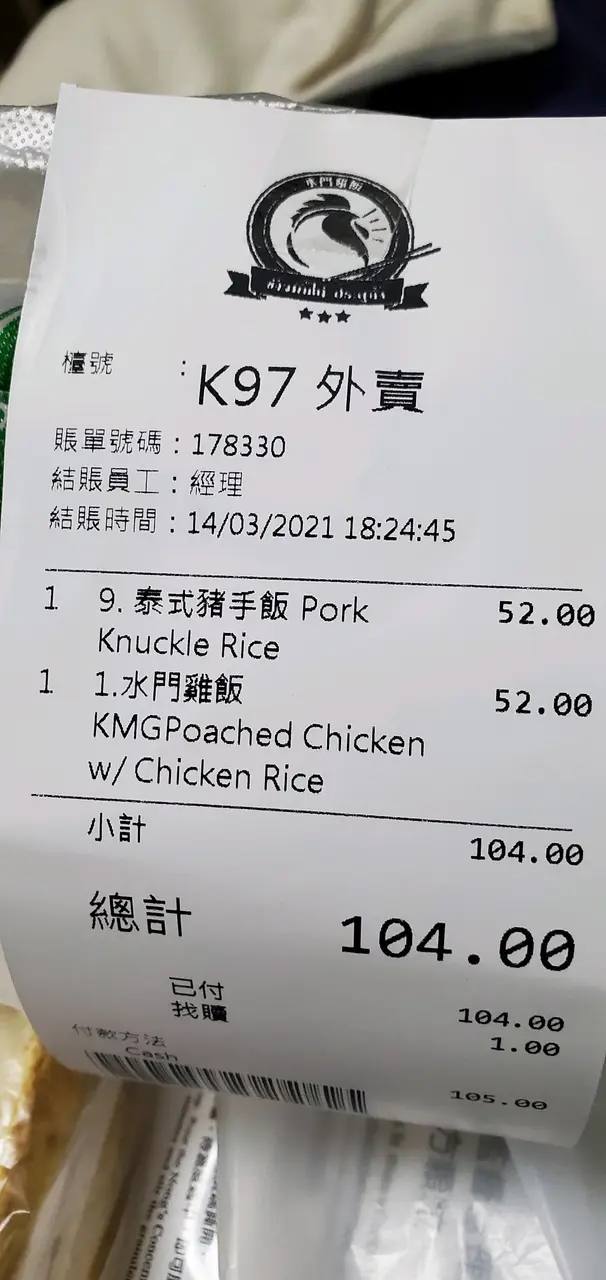 水門雞飯
檯號 : K97 外賣
賬單號碼 : 178330
結賬員工 : 經理
結賬時間 : 14/03/2021 18:24:45
1 9. 泰式豬手飯 Pork 52.00
Knuckle Rice
1 1.水門雞飯 52.00
KMGPoached Chicken
w/ Chicken Rice
小計 104.00
總計 104.00
已付 104.00
找贖 1.00
付款方法
Cash 105.00